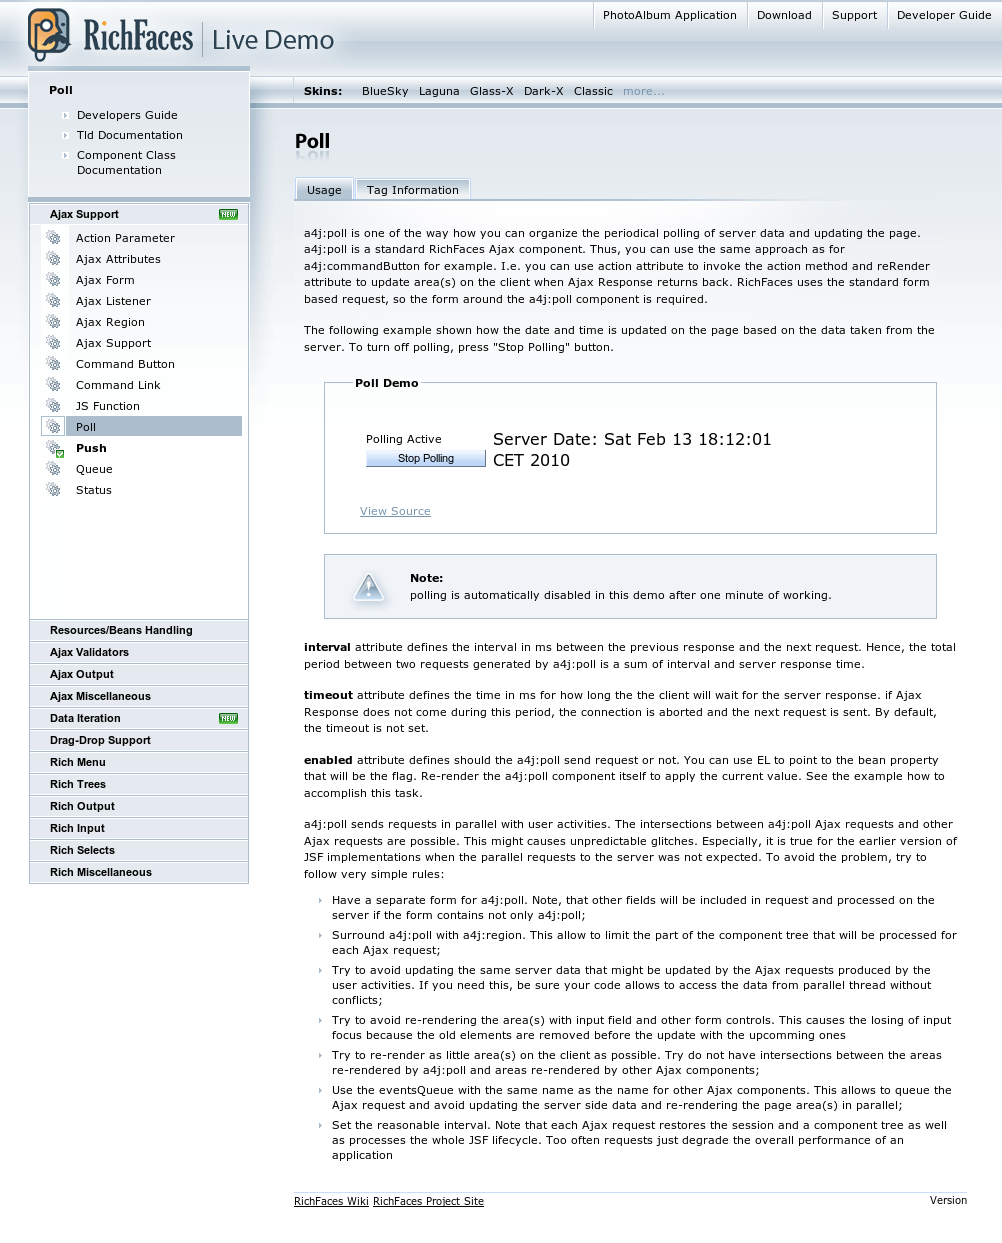 RichFaces Live Demo
PhotoAlbum Application Download Support Developer Guide
Skins: BlueSky Laguna Glass-X Dark-X Classic more...
Poll
Developers Guide
Tld Documentation
Component Class
Documentation
Ajax Support NEW
Action Parameter
Ajax Attributes
Ajax Form
Ajax Listener
Ajax Region
Ajax Support
Command Button
Command Link
JS Function
Poll
Push
Queue
Status
Resources/Beans Handling
Ajax Validators
Ajax Output
Ajax Miscellaneous
Data Iteration NEW
Drag-Drop Support
Rich Menu
Rich Trees
Rich Output
Rich Input
Rich Selects
Rich Miscellaneous
Poll
Usage Tag Information
a4j:poll is one of the way how you can organize the periodical polling of server data and updating the page.
a4j:poll is a standard RichFaces Ajax component. Thus, you can use the same approach as for
a4j:commandButton for example. I.e. you can use action attribute to invoke the action method and reRender
attribute to update area(s) on the client when Ajax Response returns back. RichFaces uses the standard form
based request, so the form around the a4j:poll component is required.
The following example shown how the date and time is updated on the page based on the data taken from the
server. To turn off polling, press "Stop Polling" button.
Poll Demo
Polling Active
Stop Polling
Server Date: Sat Feb 13 18:12:01
CET 2010
View Source
Note:
polling is automatically disabled in this demo after one minute of working.
interval attribute defines the interval in ms between the previous response and the next request. Hence, the total
period between two requests generated by a4j:poll is a sum of interval and server response time.
timeout attribute defines the time in ms for how long the the client will wait for the server response. if Ajax
Response does not come during this period, the connection is aborted and the next request is sent. By default,
the timeout is not set.
enabled attribute defines should the a4j:poll send request or not. You can use EL to point to the bean property
that will be the flag. Re-render the a4j:poll component itself to apply the current value. See the example how to
accomplish this task.
a4j:poll sends requests in parallel with user activities. The intersections between a4j:poll Ajax requests and other
Ajax requests are possible. This might causes unpredictable glitches. Especially, it is true for the earlier version of
JSF implementations when the parallel requests to the server was not expected. To avoid the problem, try to
follow very simple rules:
Have a separate form for a4j:poll. Note, that other fields will be included in request and processed on the
server if the form contains not only a4j:poll;
Surround a4j:poll with a4j:region. This allow to limit the part of the component tree that will be processed for
each Ajax request;
Try to avoid updating the same server data that might be updated by the Ajax requests produced by the
user activities. If you need this, be sure your code allows to access the data from parallel thread without
conflicts;
Try to avoid re-rendering the area(s) with input field and other form controls. This causes the losing of input
focus because the old elements are removed before the update with the upcomming ones
Try to re-render as little area(s) on the client as possible. Try do not have intersections between the areas
re-rendered by a4j:poll and areas re-rendered by other Ajax components;
Use the eventsQueue with the same name as the name for other Ajax components. This allows to queue the
Ajax request and avoid updating the server side data and re-rendering the page area(s) in parallel;
Set the reasonable interval. Note that each Ajax request restores the session and a component tree as well
as processes the whole JSF lifecycle. Too often requests just degrade the overall performance of an
application
RichFaces Wiki RichFaces Project Site Version